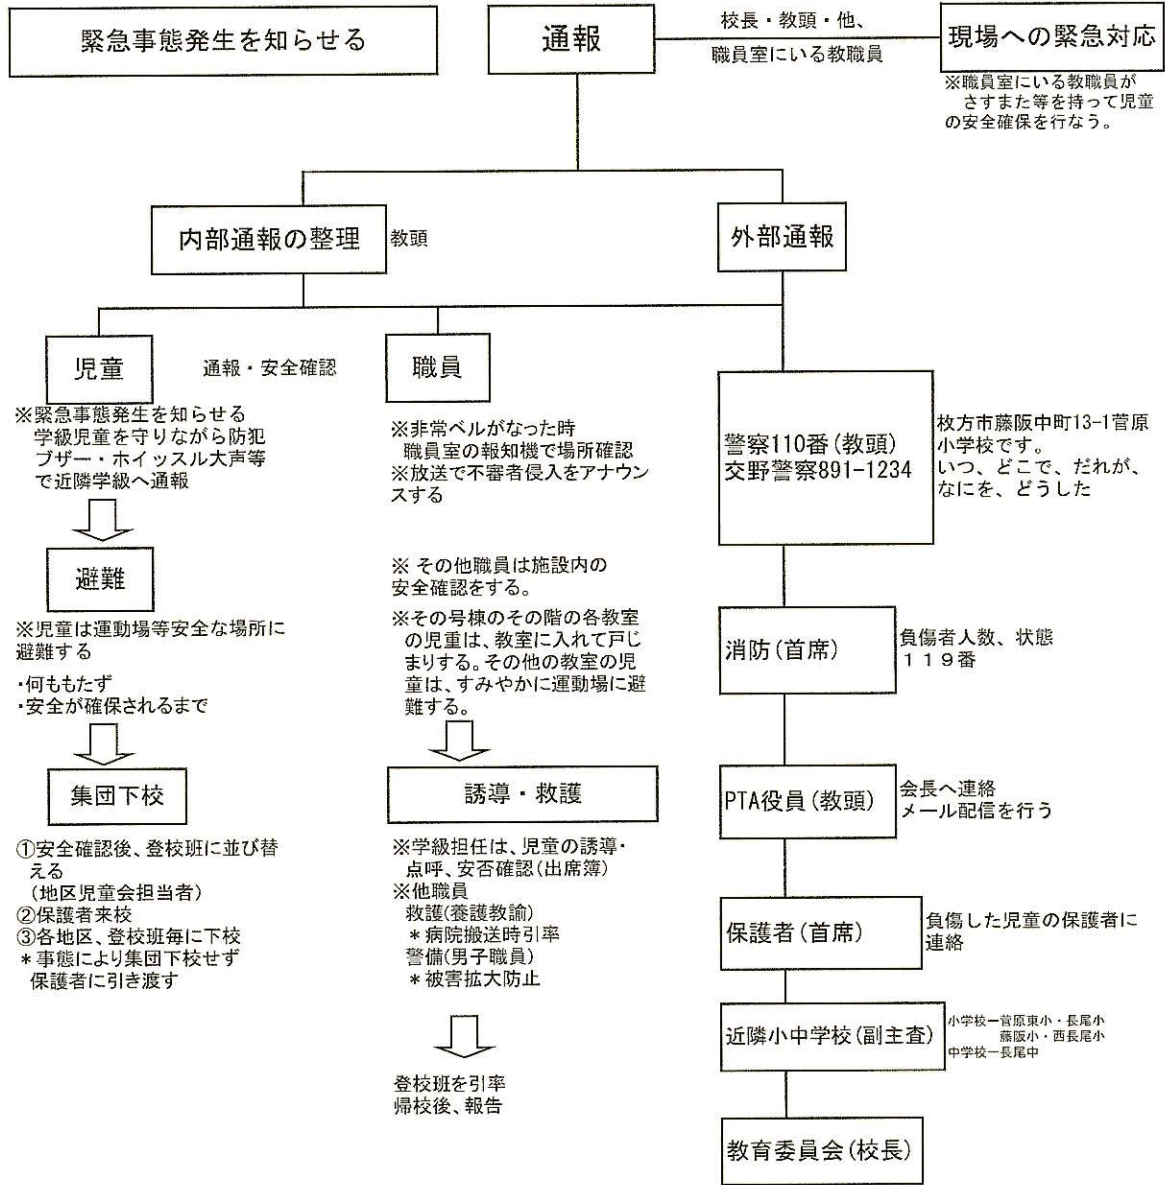 緊急事態発生を知らせる
通報
校長・教頭・他、
職員室にいる教職員
現場への緊急対応
※職員室にいる教職員が
さすまた等を持って児童
の安全確保を行なう。
内部通報の整理
教頭
外部通報
児童
通報・安全確認
職員
※緊急事態発生を知らせる
学級児童を守りながら防犯
ブザー・ホイッスル大声等
で近隣学級へ通報
避難
※児童は運動場等安全な場所に
避難する
・何ももたず
・安全が確保されるまで
集団下校
①安全確認後、登校班に並び替
える
(地区児童会担当者)
②保護者来校
③各地区、登校班毎に下校
*事態により集団下校せず
保護者に引き渡す
※非常ベルがなった時
職員室の報知機で場所確認
※放送で不審者侵入をアナウン
スする
※ その他職員は施設内の
安全確認をする。
※その号棟のその階の各教室
の児重は、教室に入れて戸じ
まりする。その他の教室の児
童は、すみやかに運動場に避
難する。
誘導・救護
※学級担任は、児童の誘導・
点呼、安否確認(出席簿)
※他職員
救護(養護教諭)
*病院搬送時引率
警備(男子職員)
*被害拡大防止
登校班を引率
帰校後、報告
警察110番(教頭)
交野警察891-1234
枚方市藤阪中町13-1菅原
小学校です。
いつ、どこで、だれが、
なにを、どうした
消防(首席)
負傷者人数、状態
119番
PTA役員(教頭)
会長へ連絡
メール配信を行う
保護者(首席)
負傷した児童の保護者に
連絡
近隣小中学校(副主査)
小学校ー菅原東小・長尾小
藤阪小・西長尾小
中学校ー長尾中
教育委員会(校長)